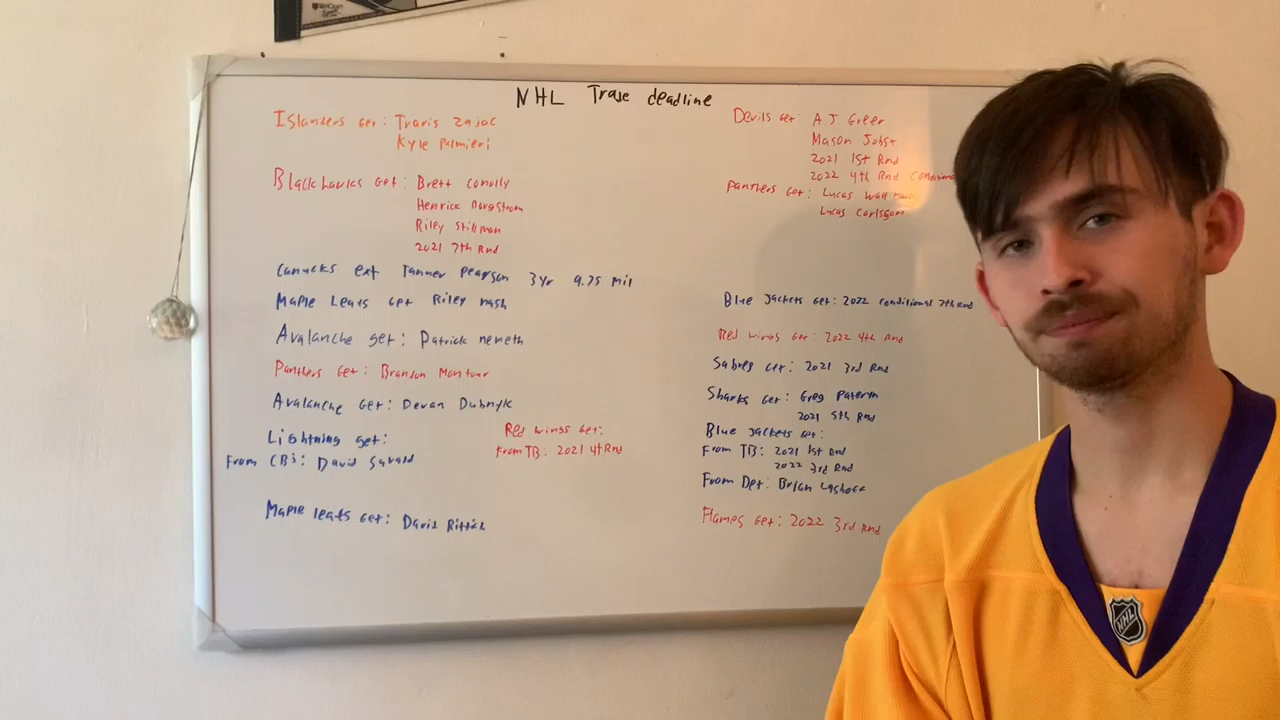 WinCraft
NHL Trade deadline
Islanders get: Travis Zajac
Kyle Palmieri
Devils get: AJ Greer
Mason Jobst
2021 1st Rnd
2022 4th Rnd Conditional
Blackhawks get: Brett Conolly
Henrick Borgstrom
Riley Stillman
2021 7th Rnd
Panthers get: Lucas Wallmark
Lucas Carlsson
Canucks ext Tanner Pearson 3yr 9.75 mil
Maple Leafs get Riley nash
Blue Jackets get: 2022 conditional 7th Rnd
Avalanche get: Patrick nemeth
Red wings get: 2022 4th Rnd
Panthers get: Brandon Montour
Sabres get: 2021 3rd Rnd
Avalanche get: Devan Dubnyk
Sharks get: Greg Pateryn
2021 5th Rnd
Lightning get:
From CBJ: David Savard
Red wings get:
From TB: 2021 4th Rnd
Blue Jackets get:
From TB: 2021 1st Rnd
2022 3rd Rnd
From Det: Brian Lashoff
Maple leafs get: David Rittich
Flames get: 2022 3rd Rnd
NHL